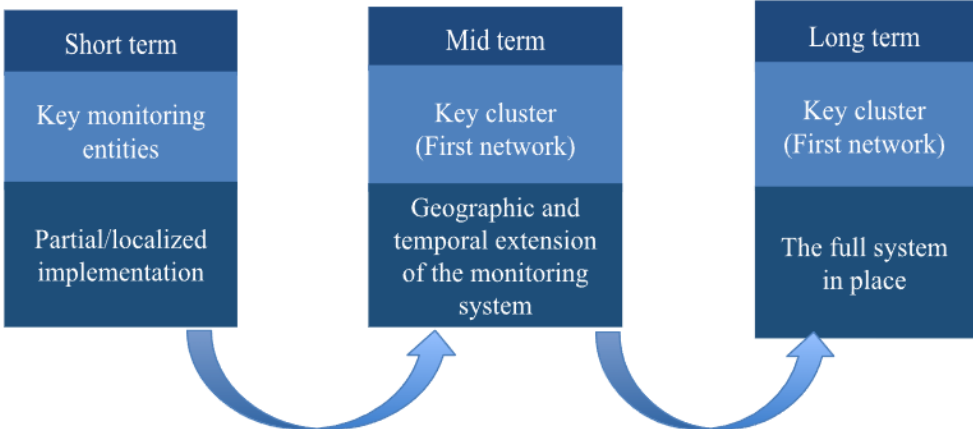 Short term
Key monitoring
entities
Partial/localized
implementation
Mid term
Key cluster
(First network)
Geographic and
temporal extension
of the monitoring
system
Long term
Key cluster
(First network)
The full system
in place